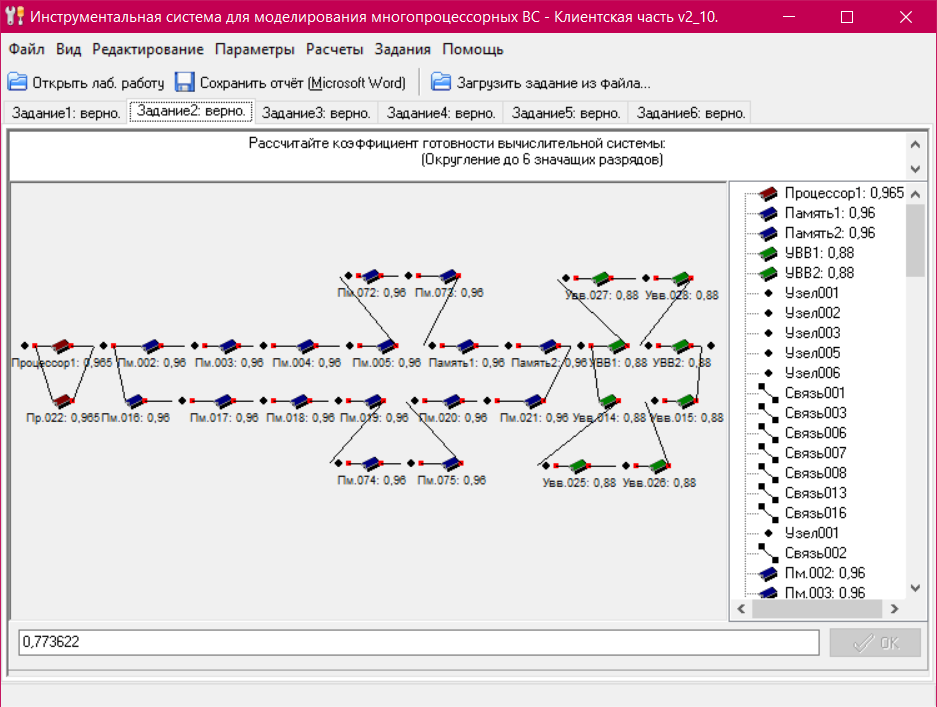 Инструментальная система для моделирования многопроцессорных ВС - Клиентская часть v2_10.
Файл Вид Редактирование Параметры Расчеты Задания Помощь
Открыть лаб. работу Сохранить отчёт (Microsoft Word) Загрузить задание из файла...
Задание1: верно. Задание2: верно. Задание3: верно. Задание4: верно. Задание5: верно. Задание6: верно.
Рассчитайте коэффициент готовности вычислительной системы:
(Округление до 6 значащих разрядов)
Пм.072: 0,96 Пм.073: 0,96 Увв.027: 0,88 Увв.028: 0,88
Процессор1: 0,965 Пм.002: 0,96 Пм.003: 0,96 Пм.004: 0,96 Пм.005: 0,96 Память1: 0,96 Память2: 0,96 УВВ1: 0,88 УВВ2: 0,88
Пр.022: 0,965 Пм.016: 0,96 Пм.017: 0,96 Пм.018: 0,96 Пм.019: 0,96 Пм.020: 0,96 Пм.021: 0,96 Увв.014: 0,88 Увв.015: 0,88
Пм.074: 0,96 Пм.075: 0,96 Увв.025: 0,88 Увв.026: 0,88
Процессор1: 0,965
Память1: 0,96
Память2: 0,96
УВВ1: 0,88
УВВ2: 0,88
Узел001
Узел002
Узел003
Узел005
Узел006
Связь001
Связь003
Связь006
Связь007
Связь008
Связь013
Связь016
Узел001
Связь002
Пм.002: 0,96
Пм.003: 0,96
0,773622
OK